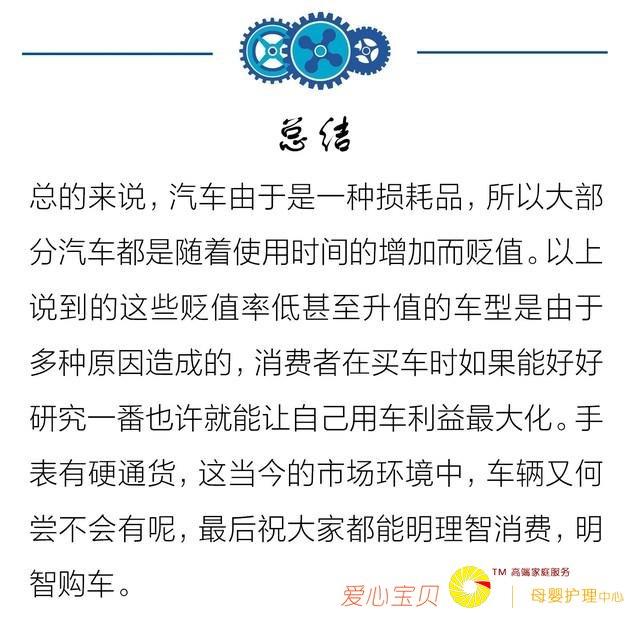 总结
总的来说，汽车由于是一种损耗品，所以大部
分汽车都是随着使用时间的增加而贬值。以上
说到的这些贬值率低甚至升值的车型是由于
多种原因造成的，消费者在买车时如果能好好
研究一番也许就能让自己用车利益最大化。手
表有硬通货，这当今的市场环境中，车辆又何
尝不会有呢，最后祝大家都能明理智消费，明
智购车。
TM 高端家庭服务
爱心宝贝 | 母婴护理中心